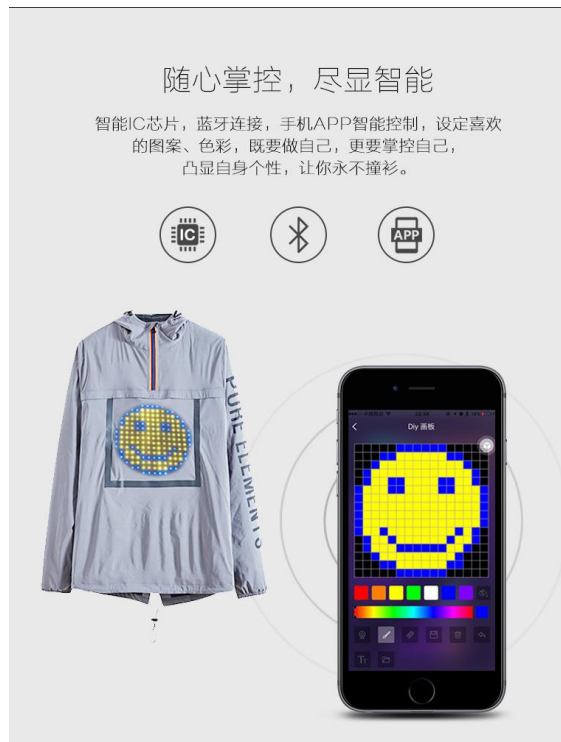 随心掌控，尽显智能
智能IC芯片，蓝牙连接，手机APP智能控制，设定喜欢
的图案、色彩，既要做自己，更要掌控自己，
凸显自身个性，让你永不撞衫。
IC
APP
PURE ELEMENTS
Diy 画板